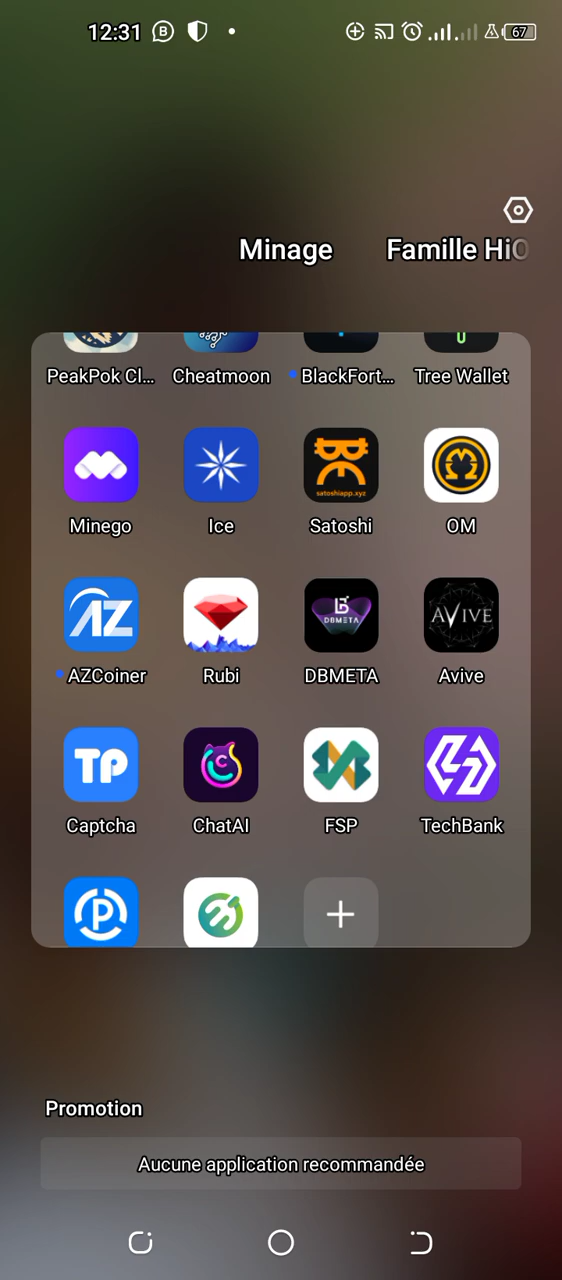 12:31
67
Minage Famille HiO
PeakPok Cl... Cheatmoon BlackFort... Tree Wallet
satoshiapp.xyz
Minego Ice Satoshi OM
AZ DBMETA AVIVE
AZCoiner Rubi DBMETA Avive
TP C
Captcha ChatAI FSP TechBank
P
Promotion
Aucune application recommandée